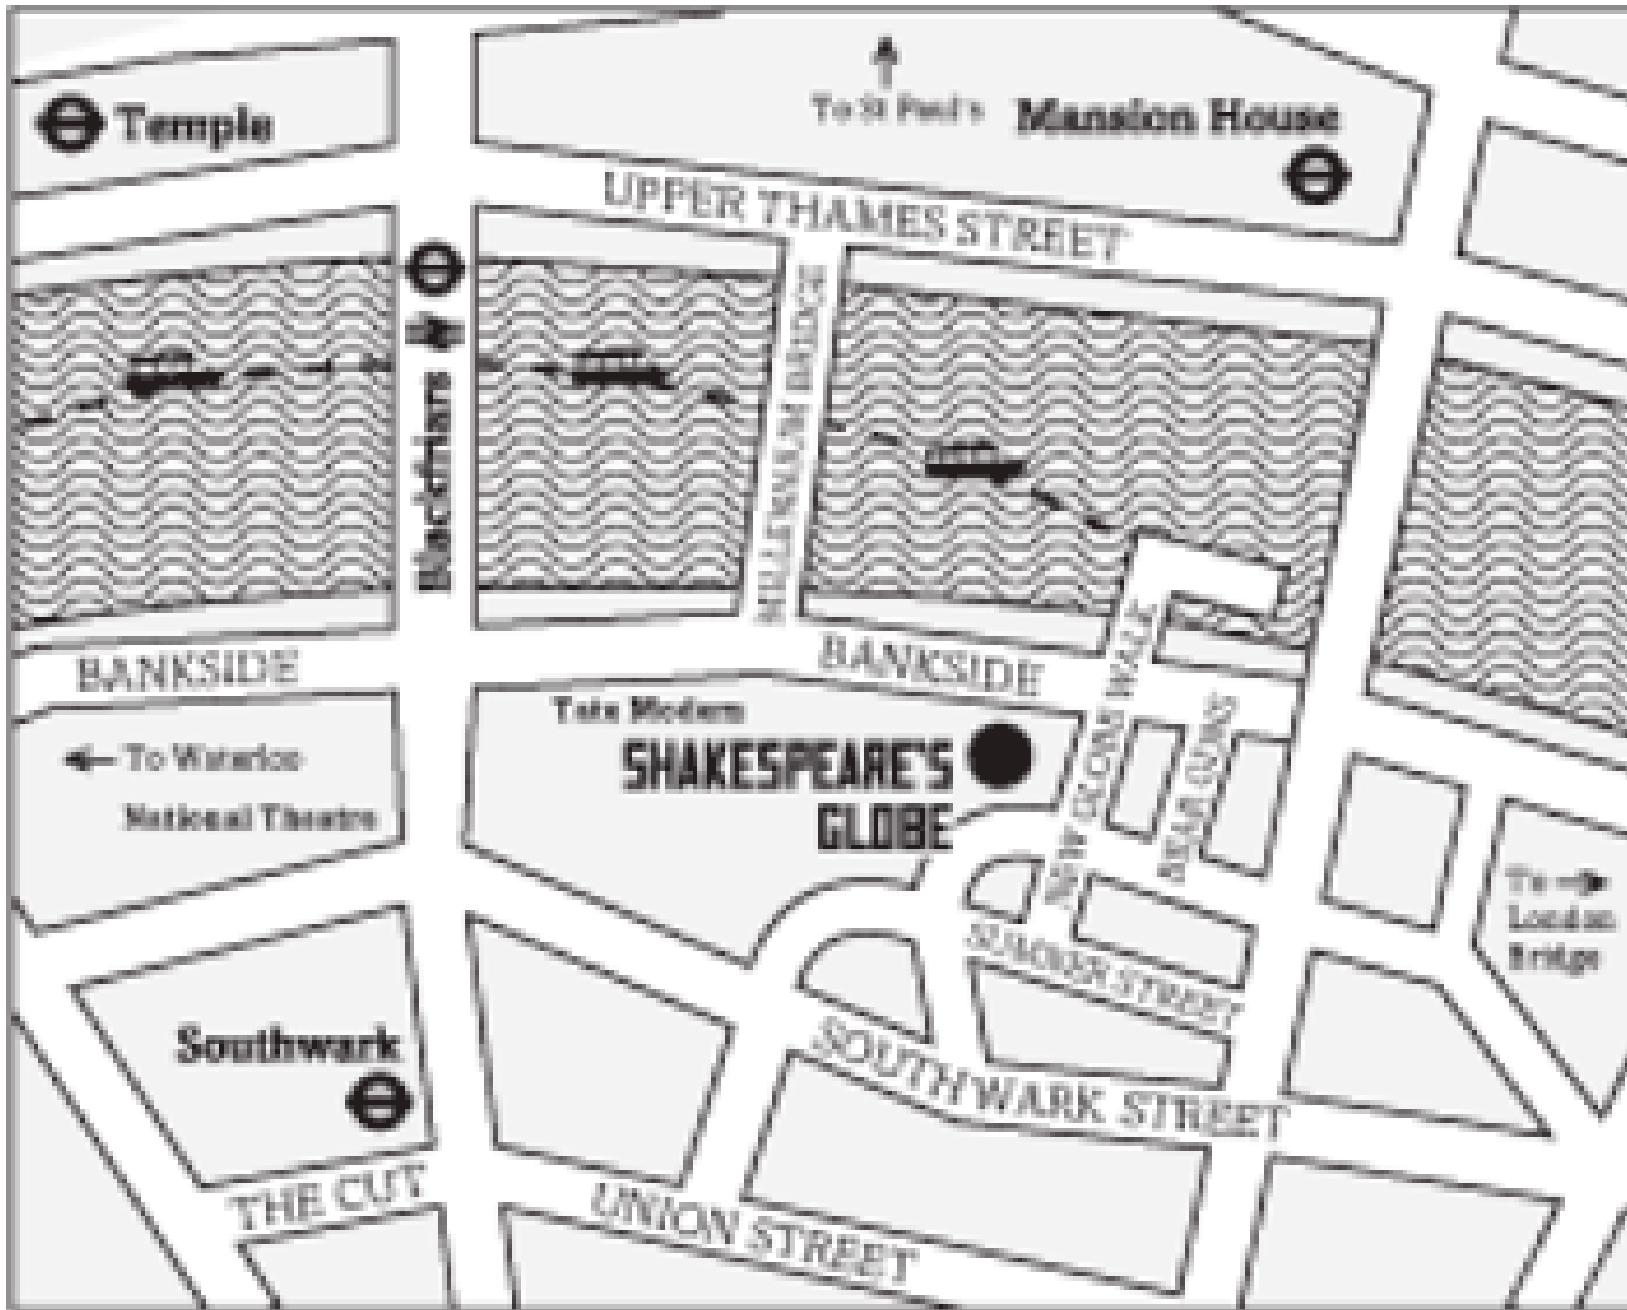 Temple
To St Paul's
Mansion House
UPPER THAMES STREET
Blackfriars
MILLENNIUM BRIDGE
BANKSIDE
BANKSIDE
NEW GLOBE WALK
Tate Modern
SHAKESPEARE'S
GLOBE
BEAR GDNS
To Waterloo
National Theatre
To
London
Bridge
SUMNER STREET
Southwark
SOUTHWARK STREET
THE CUT
UNION STREET